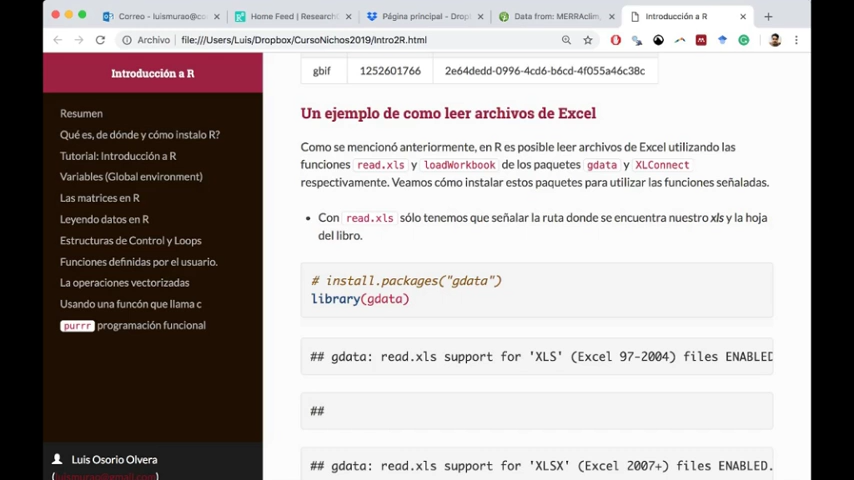 Correo - luismurao@co
Home Feed | Research
Página principal - Drop
Data from: MERRAclim,
Introducción a R
Archivo
file:///Users/Luis/Dropbox/CursoNichos2019/Intro2R.html
Introducción a R
Resumen
Qué es, de dónde y cómo instalo R?
Tutorial: Introducción a R
Variables (Global environment)
Las matrices en R
Leyendo datos en R
Estructuras de Control y Loops
Funciones definidas por el usuario.
La operaciones vectorizadas
Usando una funcón que llama c
purrr programación funcional
Luis Osorio Olvera
(luismurao@gmail.com)
gbif 1252601766 2e64dedd-0996-4cd6-b6cd-4f055a46c38c
Un ejemplo de como leer archivos de Excel
Como se mencionó anteriormente, en R es posible leer archivos de Excel utilizando las
funciones read.xls y loadWorkbook de los paquetes gdata y XLConnect
respectivamente. Veamos cómo instalar estos paquetes para utilizar las funciones señaladas.
• Con read.xls sólo tenemos que señalar la ruta donde se encuentra nuestro xls y la hoja
del libro.
# install.packages("gdata")
library(gdata)
## gdata: read.xls support for 'XLS' (Excel 97-2004) files ENABLED
##
## gdata: read.xls support for 'XLSX' (Excel 2007+) files ENABLED.